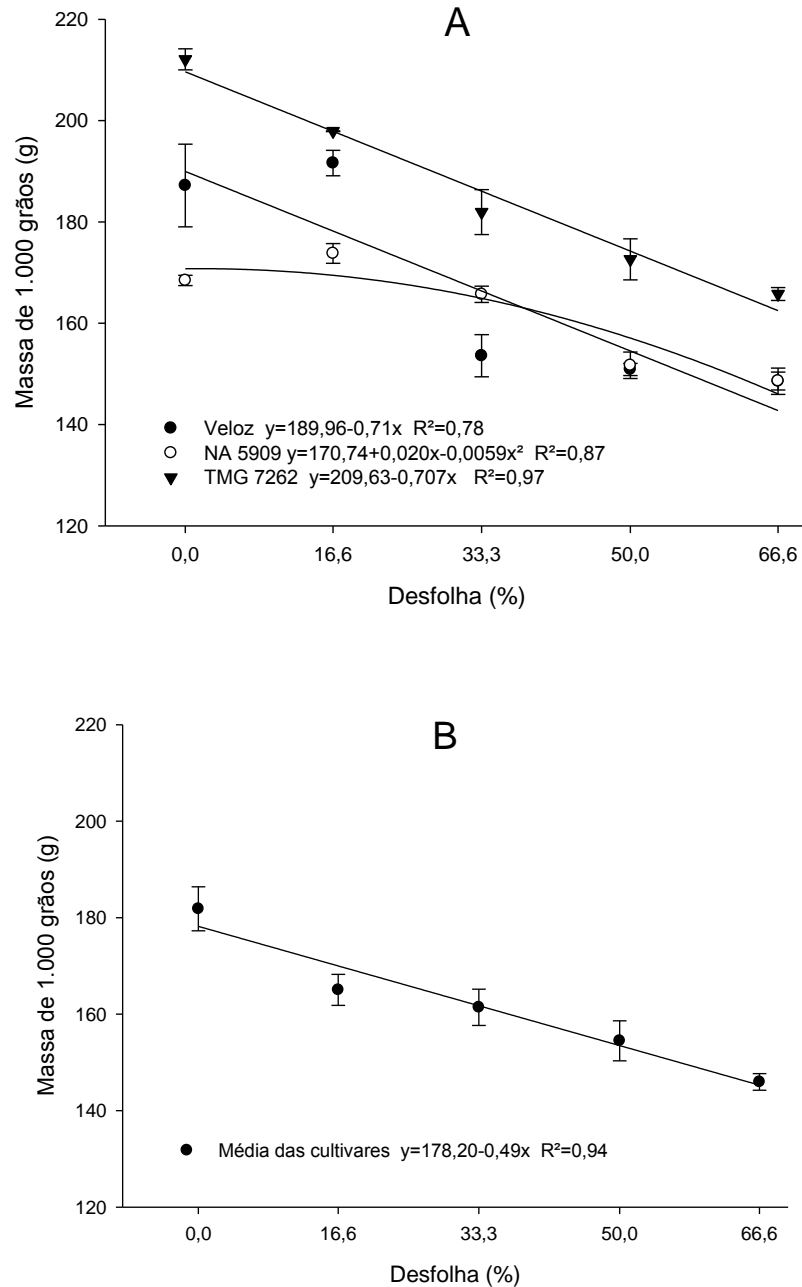 A
220
200
180
160
140
120
Massa de 1.000 grãos (g)
Veloz y=189,96-0,71x R²=0,78
NA 5909 y=170,74+0,020x-0,0059x² R²=0,87
TMG 7262 y=209,63-0,707x R²=0,97
0,0 16,6 33,3 50,0 66,6
Desfolha (%)
B
220
200
180
160
140
120
Massa de 1.000 grãos (g)
Média das cultivares y=178,20-0,49x R²=0,94
0,0 16,6 33,3 50,0 66,6
Desfolha (%)